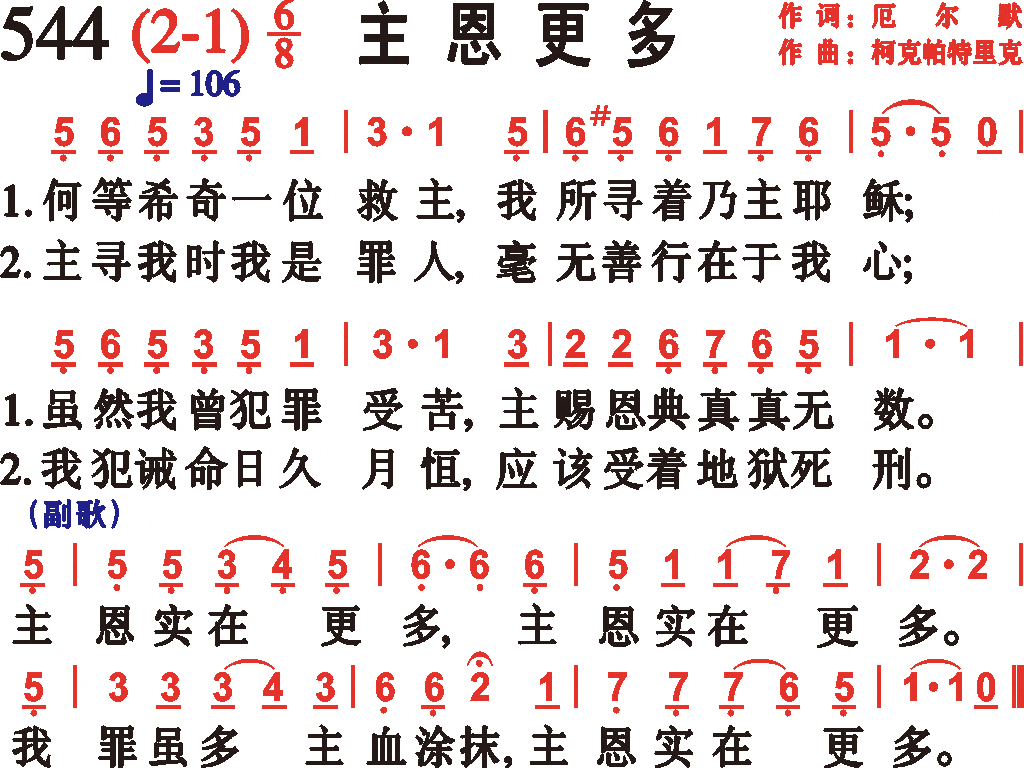 544 (2-1) 6/8 主恩更多 作词：厄尔默
♩= 106 作曲：柯克帕特里克
5 6 5 3 5 1 | 3 · 1 5 | 6 #5 6 1 7 6 | 5 · 5 0 |
1. 何等希奇一位 救主, 我 所寻着乃主耶 稣;
2. 主寻我时我是 罪人, 毫 无善行在于我 心;
5 6 5 3 5 1 | 3 · 1 3 | 2 2 6 7 6 5 | 1 · 1 |
1. 虽然我曾犯罪 受苦, 主 赐恩典真真无 数。
2. 我犯诫命日久 月恒, 应 该受着地狱死 刑。
（副歌）
5 | 5 5 3 4 5 | 6 · 6 6 | 5 1 1 7 1 | 2 · 2 |
主 恩实在 更 多, 主 恩实在 更 多。
5 | 3 3 3 4 3 | 6 6 2 1 | 7 7 7 6 5 | 1 · 1 0 ‖
我 罪虽多 主血涂抹, 主 恩实在 更 多。